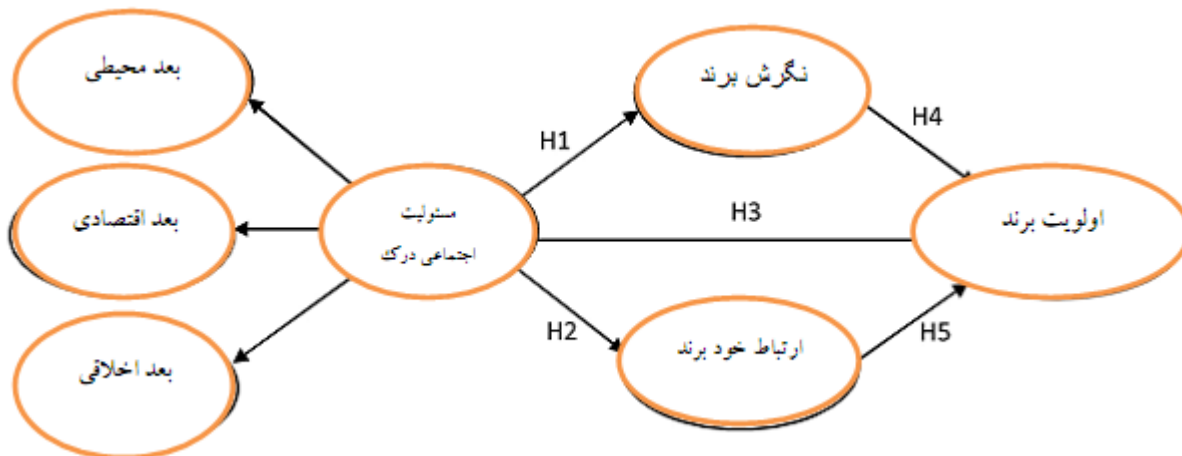 بعد محیطی
نگرش برند
H1
H4
مسئولیت
اجتماعی درک
بعد اقتصادی
H3
اولویت برند
H2
ارتباط خود برند
H5
بعد اخلاقی